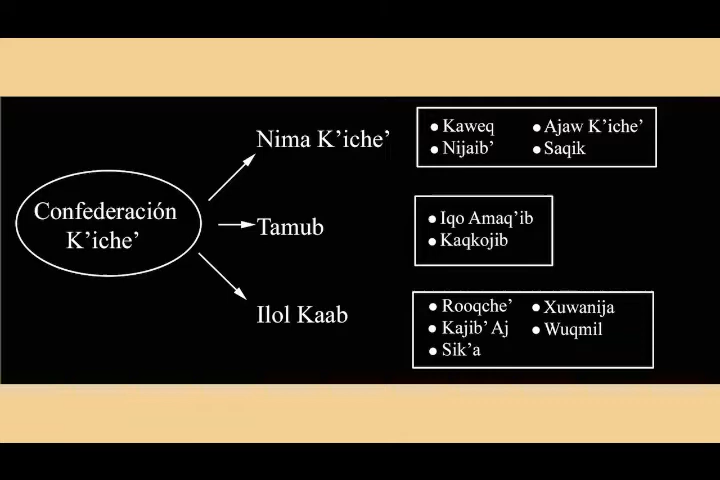 Confederación
K’iche’
Nima K’iche’
• Kaweq
• Ajaw K’iche’
• Nijaib’
• Saqik
Tamub
• Iqo Amaq’ib
• Kaqkojib
Ilol Kaab
• Rooqche’
• Xuwanija
• Kajib’ Aj
• Wuqmil
• Sik’a